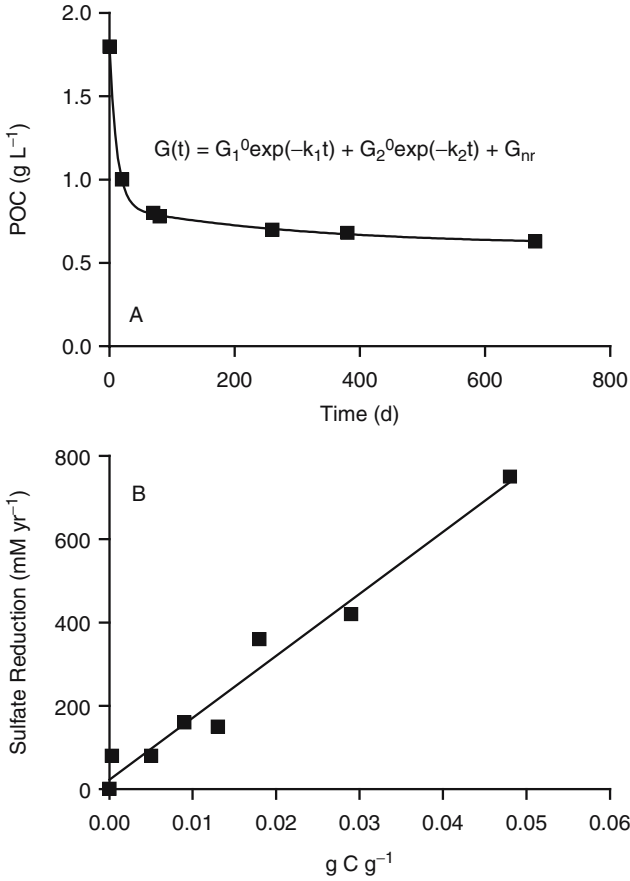 2.0
1.5
1.0
0.5
0.0
POC (g L⁻¹)
G(t) = G₁⁰exp(−k₁t) + G₂⁰exp(−k₂t) + Gₙᵣ
A
0 200 400 600 800
Time (d)
800
600
400
200
0
Sulfate Reduction (mM yr⁻¹)
B
0.00 0.01 0.02 0.03 0.04 0.05 0.06
g C g⁻¹